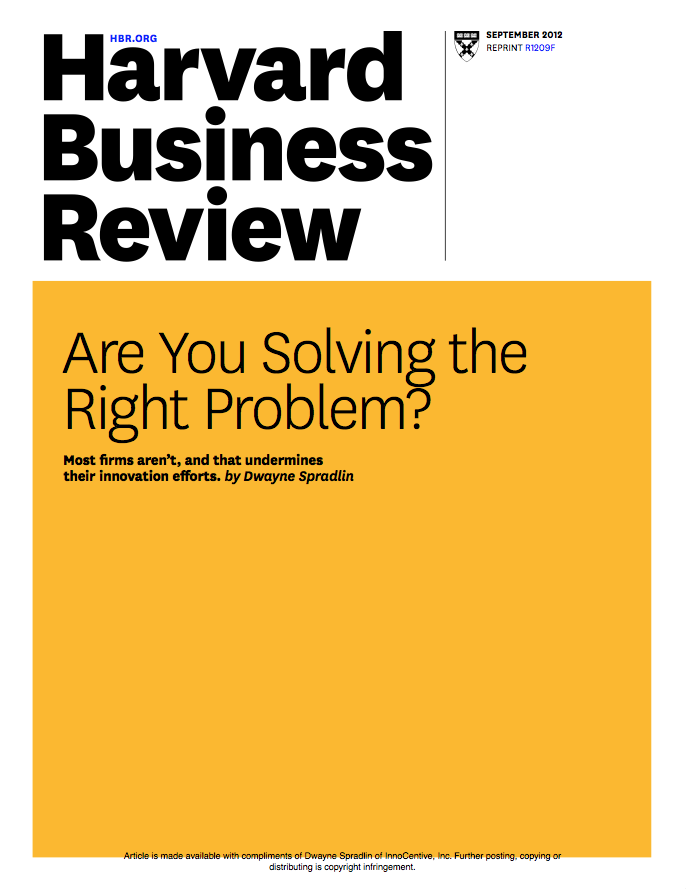 HBR.ORG
Harvard
Business
Review
SEPTEMBER 2012
REPRINT R1209F
Are You Solving the
Right Problem?
Most firms aren’t, and that undermines
their innovation efforts. by Dwayne Spradlin
Article is made available with compliments of Dwayne Spradlin of InnoCentive, Inc. Further posting, copying or
distributing is copyright infringement.